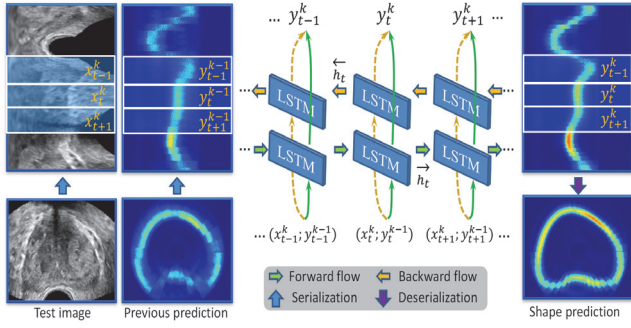 ... y_{t-1}^k y_t^k y_{t+1}^k ...
x_{t-1}^k
x_t^k
x_{t+1}^k
y_{t-1}^{k-1}
y_t^{k-1}
y_{t+1}^{k-1}
← h_t
... LSTM LSTM LSTM ...
... LSTM LSTM LSTM ...
→ h_t
... (x_{t-1}^k; y_{t-1}^{k-1}) (x_t^k; y_t^{k-1}) (x_{t+1}^k; y_{t+1}^{k-1}) ...
y_{t-1}^k
y_t^k
y_{t+1}^k
Forward flow Backward flow
Serialization Deserialization
Test image Previous prediction Shape prediction